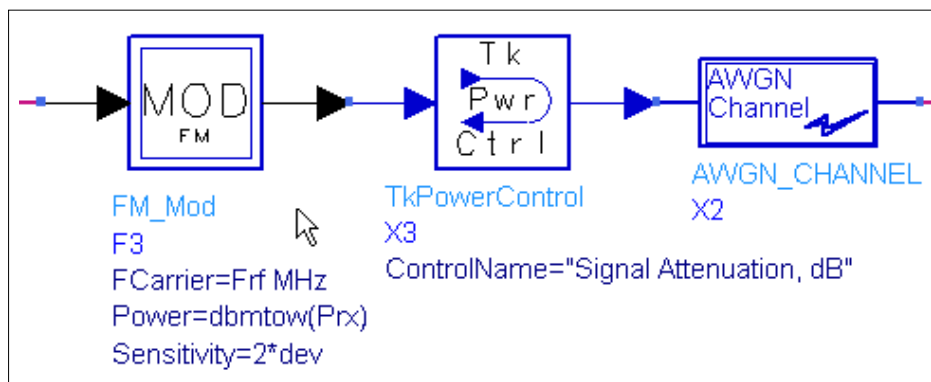 MOD
FM
Tk
Pwr
Ctrl
AWGN
Channel
FM_Mod
F3
FCarrier=Frf MHz
Power=dbmtow(Prx)
Sensitivity=2*dev
TkPowerControl
X3
ControlName="Signal Attenuation, dB"
AWGN_CHANNEL
X2